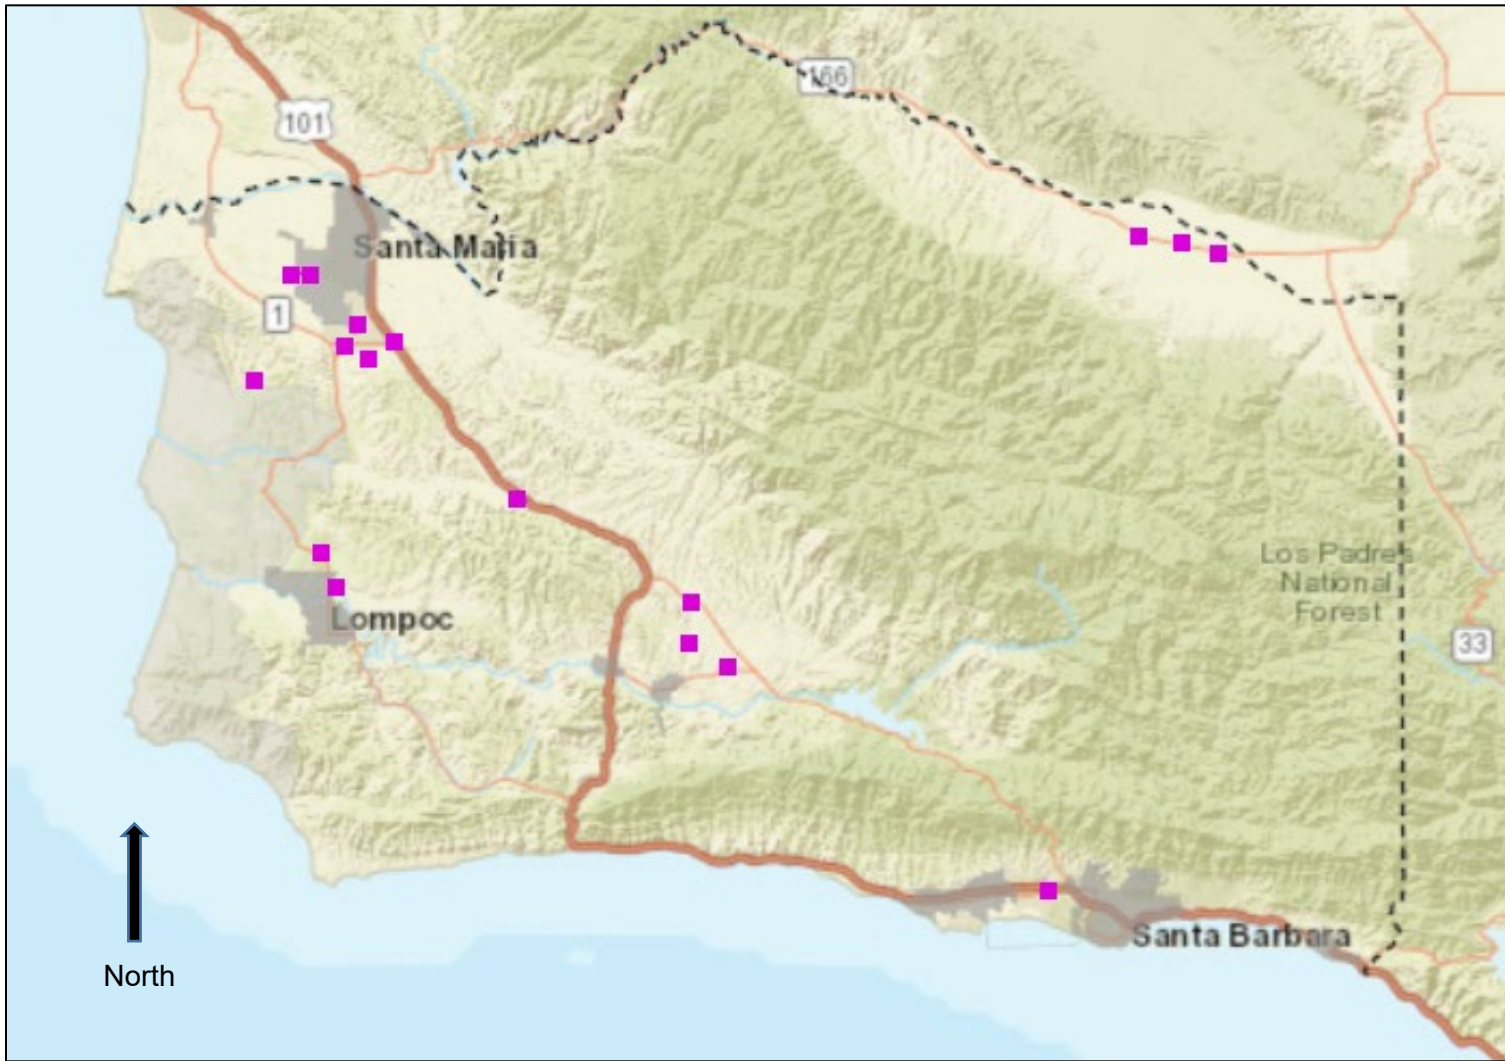 166
101
Santa Maria
1
Los Padres
National
Forest
Lompoc
33
Santa Barbara
North